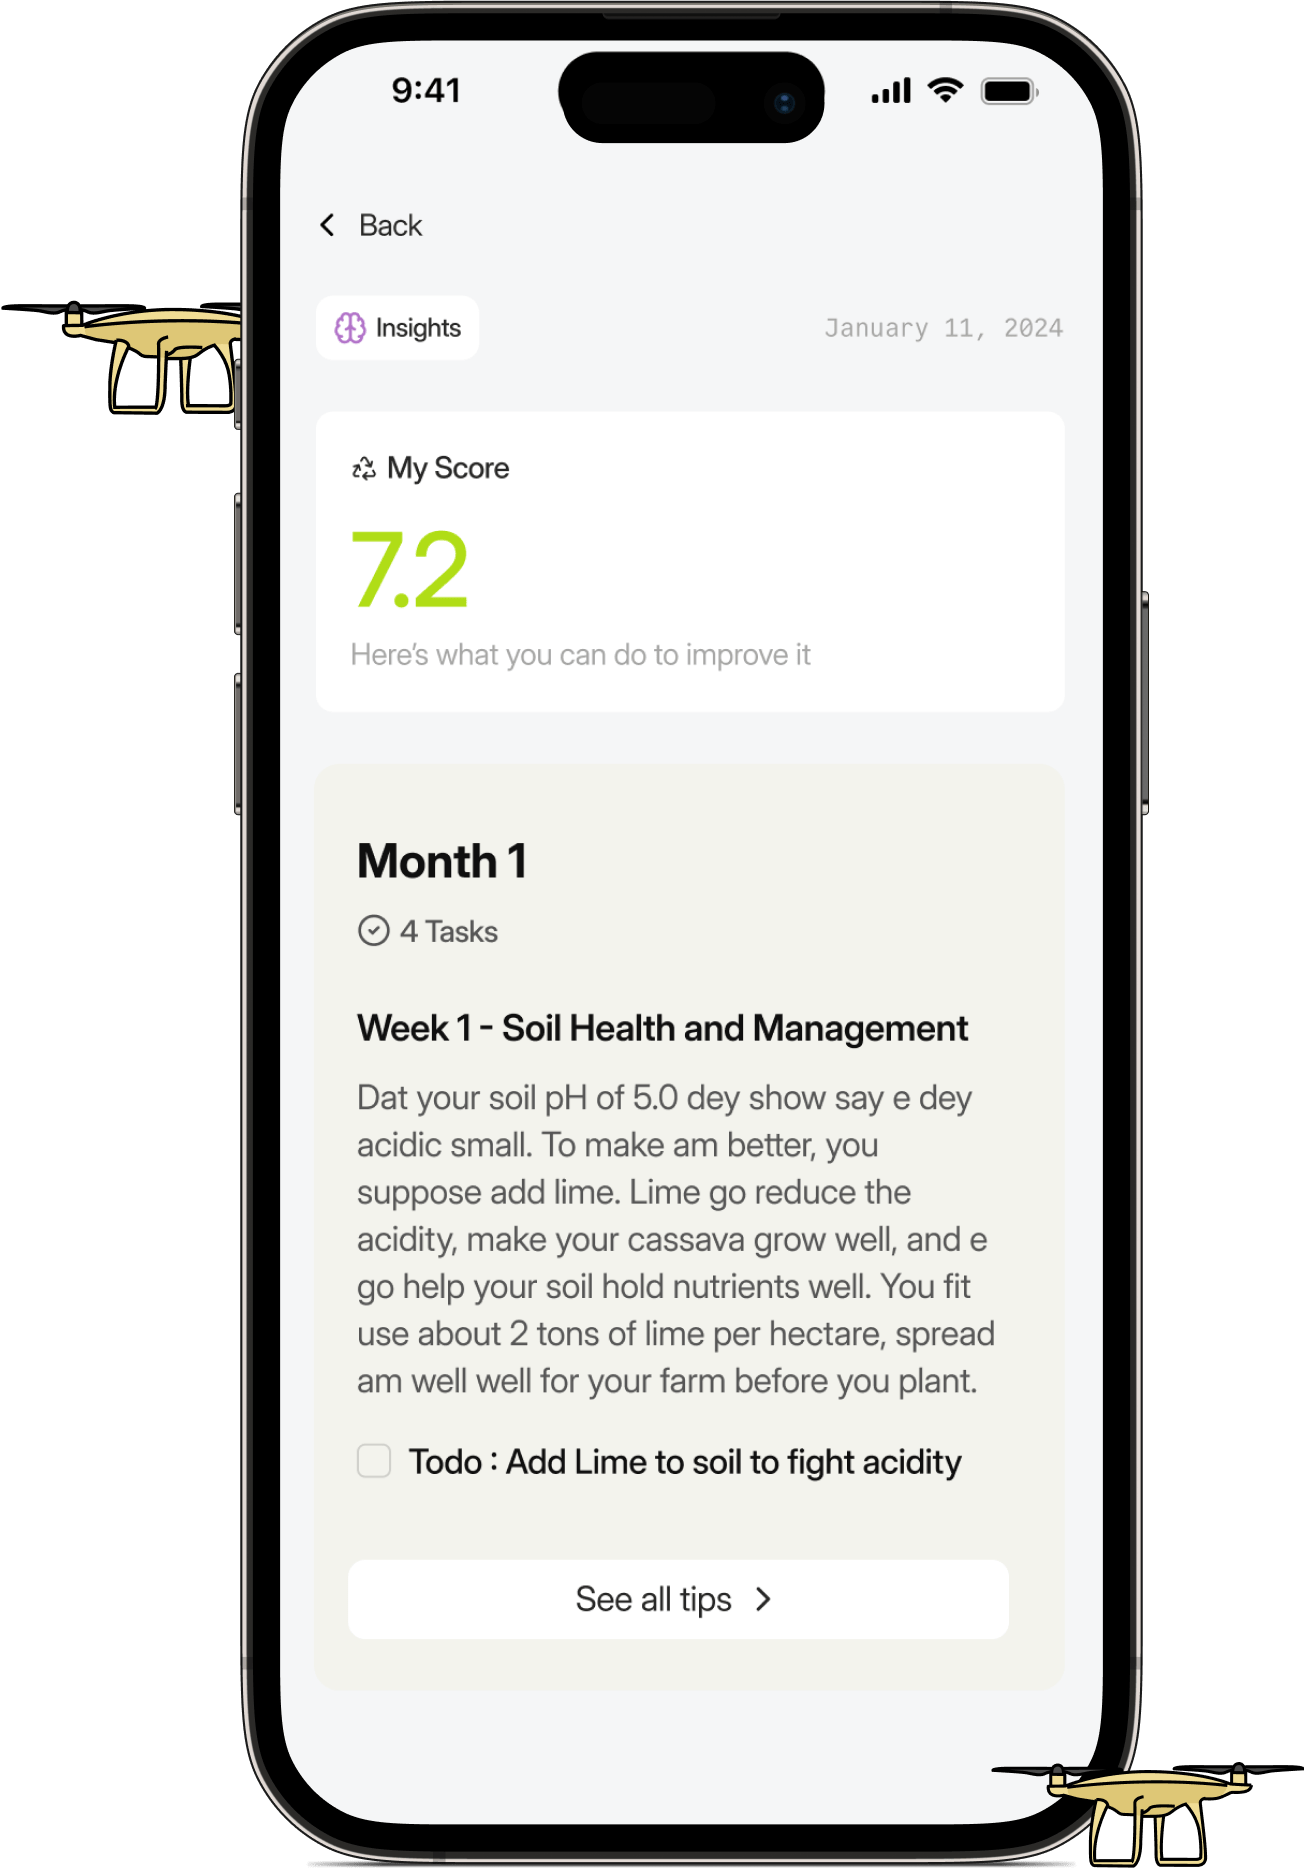 9:41
Back
Insights
January 11, 2024
My Score
7.2
Here's what you can do to improve it
Month 1
4 Tasks
Week 1 - Soil Health and Management
Dat your soil pH of 5.0 dey show say e dey
acidic small. To make am better, you
suppose add lime. Lime go reduce the
acidity, make your cassava grow well, and e
go help your soil hold nutrients well. You fit
use about 2 tons of lime per hectare, spread
am well well for your farm before you plant.
Todo : Add Lime to soil to fight acidity
See all tips